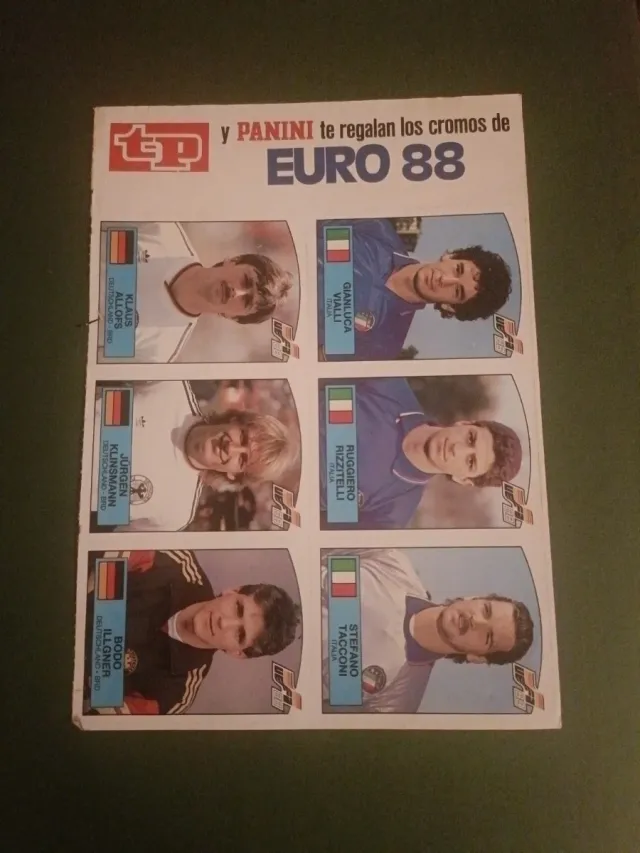 tp
y PANINI te regalan los cromos de
EURO 88
KLAUS
ALLOFS
DEUTSCHLAND - BRD
GIANLUCA
VIALLI
ITALIA
JÜRGEN
KLINSMANN
DEUTSCHLAND - BRD
RUGGIERO
RIZZITELLI
ITALIA
BODO
ILLGNER
DEUTSCHLAND - BRD
STEFANO
TACCONI
ITALIA